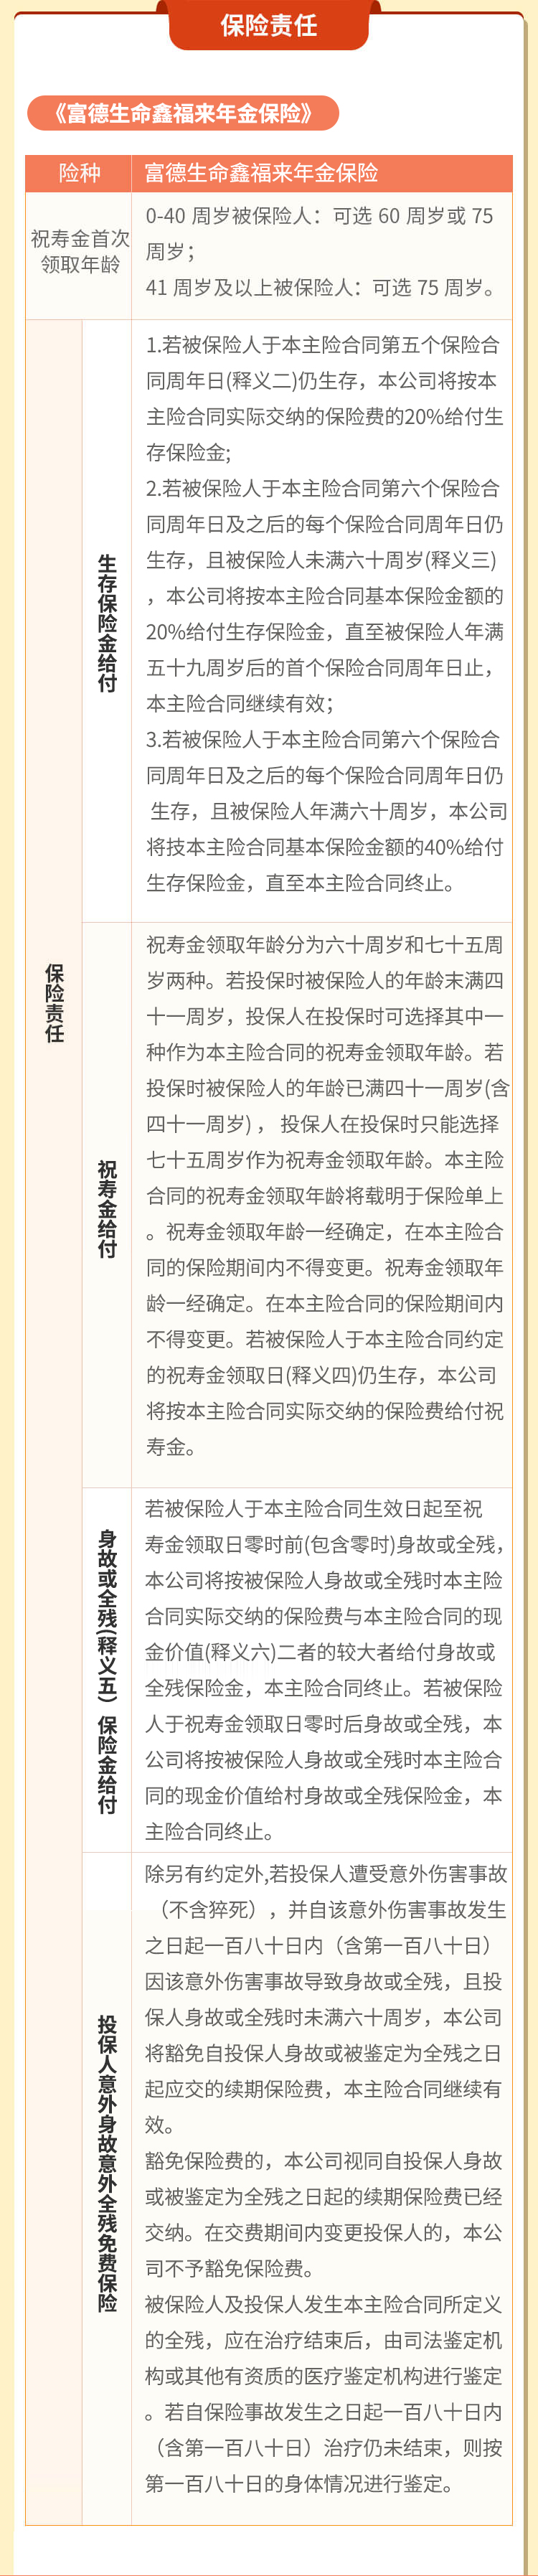 保险责任
《富德生命鑫福来年金保险》
险种
富德生命鑫福来年金保险
祝寿金首次
领取年龄
0-40 周岁被保险人：可选 60 周岁或 75
周岁；
41 周岁及以上被保险人：可选 75 周岁。
保险责任
生存保险金给付
1.若被保险人于本主险合同第五个保险合
同周年日(释义二)仍生存，本公司将按本
主险合同实际交纳的保险费的20%给付生
存保险金;
2.若被保险人于本主险合同第六个保险合
同周年日及之后的每个保险合同周年日仍
生存，且被保险人未满六十周岁(释义三)
，本公司将按本主险合同基本保险金额的
20%给付生存保险金，直至被保险人年满
五十九周岁后的首个保险合同周年日止，
本主险合同继续有效；
3.若被保险人于本主险合同第六个保险合
同周年日及之后的每个保险合同周年日仍
生存，且被保险人年满六十周岁，本公司
将技本主险合同基本保险金额的40%给付
生存保险金，直至本主险合同终止。
祝寿金给付
祝寿金领取年龄分为六十周岁和七十五周
岁两种。若投保时被保险人的年龄末满四
十一周岁，投保人在投保时可选择其中一
种作为本主险合同的祝寿金领取年龄。若
投保时被保险人的年龄已满四十一周岁(含
四十一周岁) ， 投保人在投保时只能选择
七十五周岁作为祝寿金领取年龄。本主险
合同的祝寿金领取年龄将载明于保险单上
。祝寿金领取年龄一经确定，在本主险合
同的保险期间内不得变更。祝寿金领取年
龄一经确定。在本主险合同的保险期间内
不得变更。若被保险人于本主险合同约定
的祝寿金领取日(释义四)仍生存，本公司
将按本主险合同实际交纳的保险费给付祝
寿金。
身故或全残(释义五）保险金给付
若被保险人于本主险合同生效日起至祝
寿金领取日零时前(包含零时)身故或全残，
本公司将按被保险人身故或全残时本主险
合同实际交纳的保险费与本主险合同的现
金价值(释义六)二者的较大者给付身故或
全残保险金，本主险合同终止。若被保险
人于祝寿金领取日零时后身故或全残，本
公司将按被保险人身故或全残时本主险合
同的现金价值给村身故或全残保险金，本
主险合同终止。
投保人意外身故意外全残免费保险
除另有约定外,若投保人遭受意外伤害事故
（不含猝死），并自该意外伤害事故发生
之日起一百八十日内（含第一百八十日）
因该意外伤害事故导致身故或全残，且投
保人身故或全残时未满六十周岁，本公司
将豁免自投保人身故或被鉴定为全残之日
起应交的续期保险费，本主险合同继续有
效。
豁免保险费的，本公司视同自投保人身故
或被鉴定为全残之日起的续期保险费已经
交纳。在交费期间内变更投保人的，本公
司不予豁免保险费。
被保险人及投保人发生本主险合同所定义
的全残，应在治疗结束后，由司法鉴定机
构或其他有资质的医疗鉴定机构进行鉴定
。若自保险事故发生之日起一百八十日内
（含第一百八十日）治疗仍未结束，则按
第一百八十日的身体情况进行鉴定。